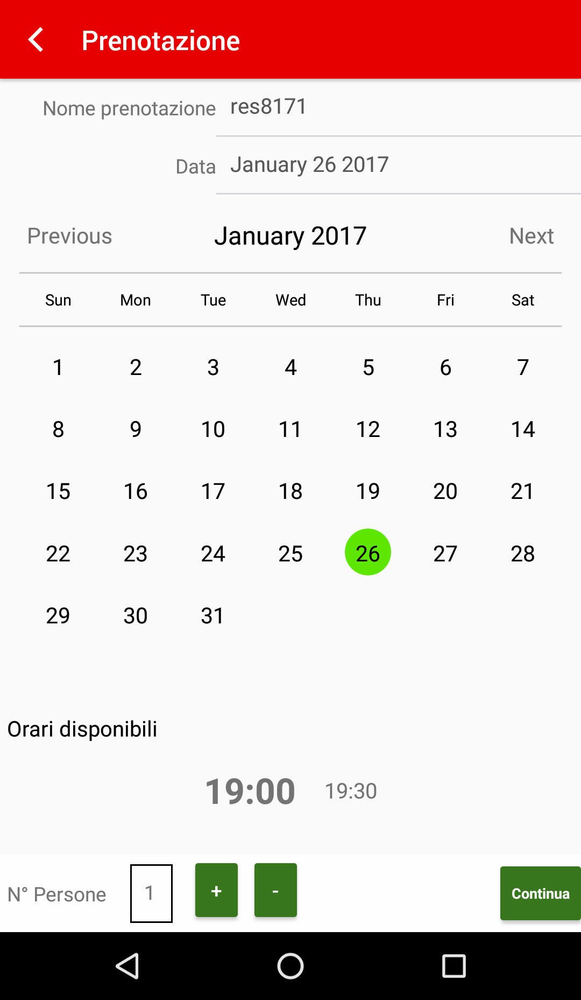 Prenotazione
Nome prenotazione res8171
Data January 26 2017
Previous January 2017 Next
Sun Mon Tue Wed Thu Fri Sat
1 2 3 4 5 6 7
8 9 10 11 12 13 14
15 16 17 18 19 20 21
22 23 24 25 26 27 28
29 30 31
Orari disponibili
19:00 19:30
N° Persone 1 + - Continua